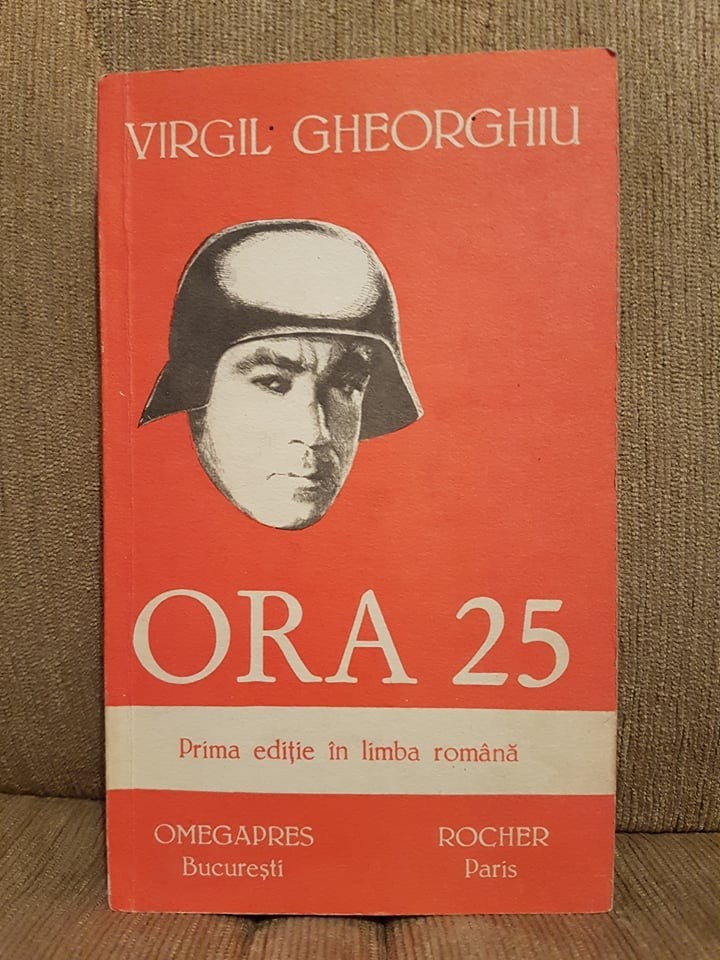 VIRGIL GHEORGHIU
ORA 25
Prima ediție în limba română
OMEGAPRES
București
ROCHER
Paris